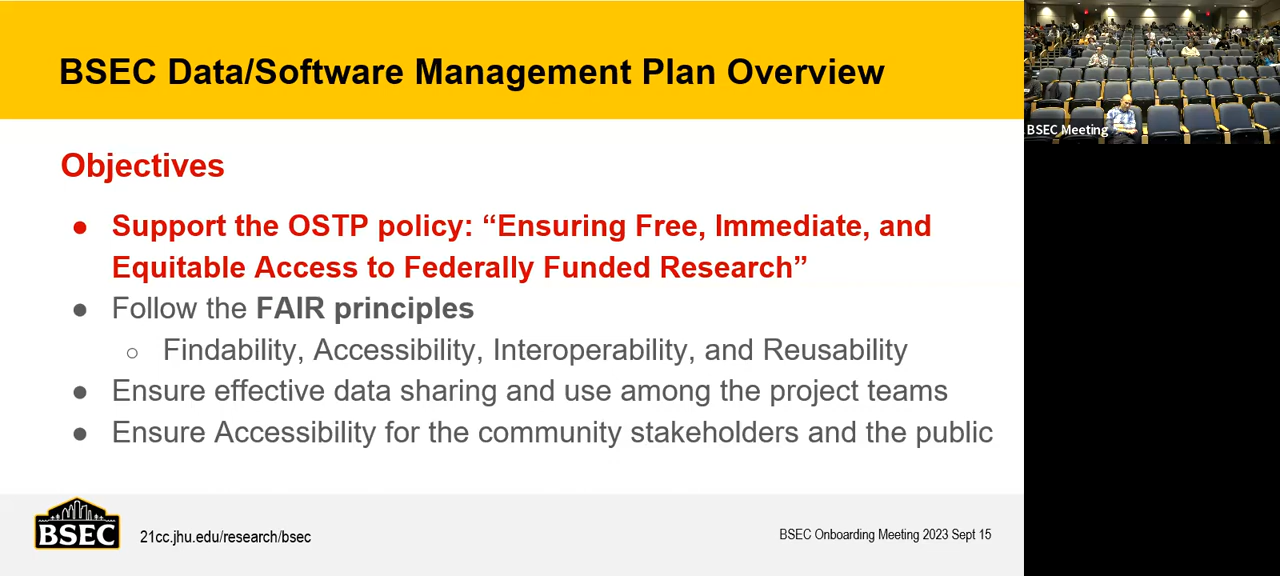 BSEC Data/Software Management Plan Overview
BSEC Meeting
Objectives
● Support the OSTP policy: “Ensuring Free, Immediate, and
Equitable Access to Federally Funded Research”
● Follow the FAIR principles
○ Findability, Accessibility, Interoperability, and Reusability
● Ensure effective data sharing and use among the project teams
● Ensure Accessibility for the community stakeholders and the public
BSEC
21cc.jhu.edu/research/bsec
BSEC Onboarding Meeting 2023 Sept 15